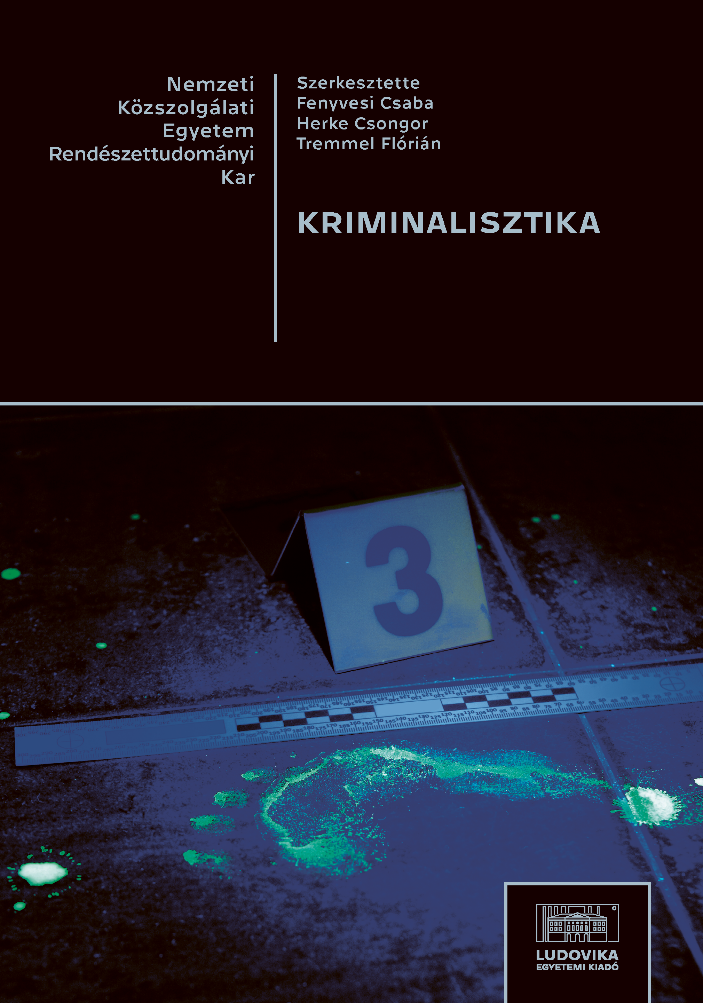 Nemzeti
Közszolgálati
Egyetem
Rendészettudományi
Kar
Szerkesztette
Fenyvesi Csaba
Herke Csongor
Tremmel Flórián
KRIMINALISZTIKA
3
LUDOVIKA
EGYETEMI KIADÓ